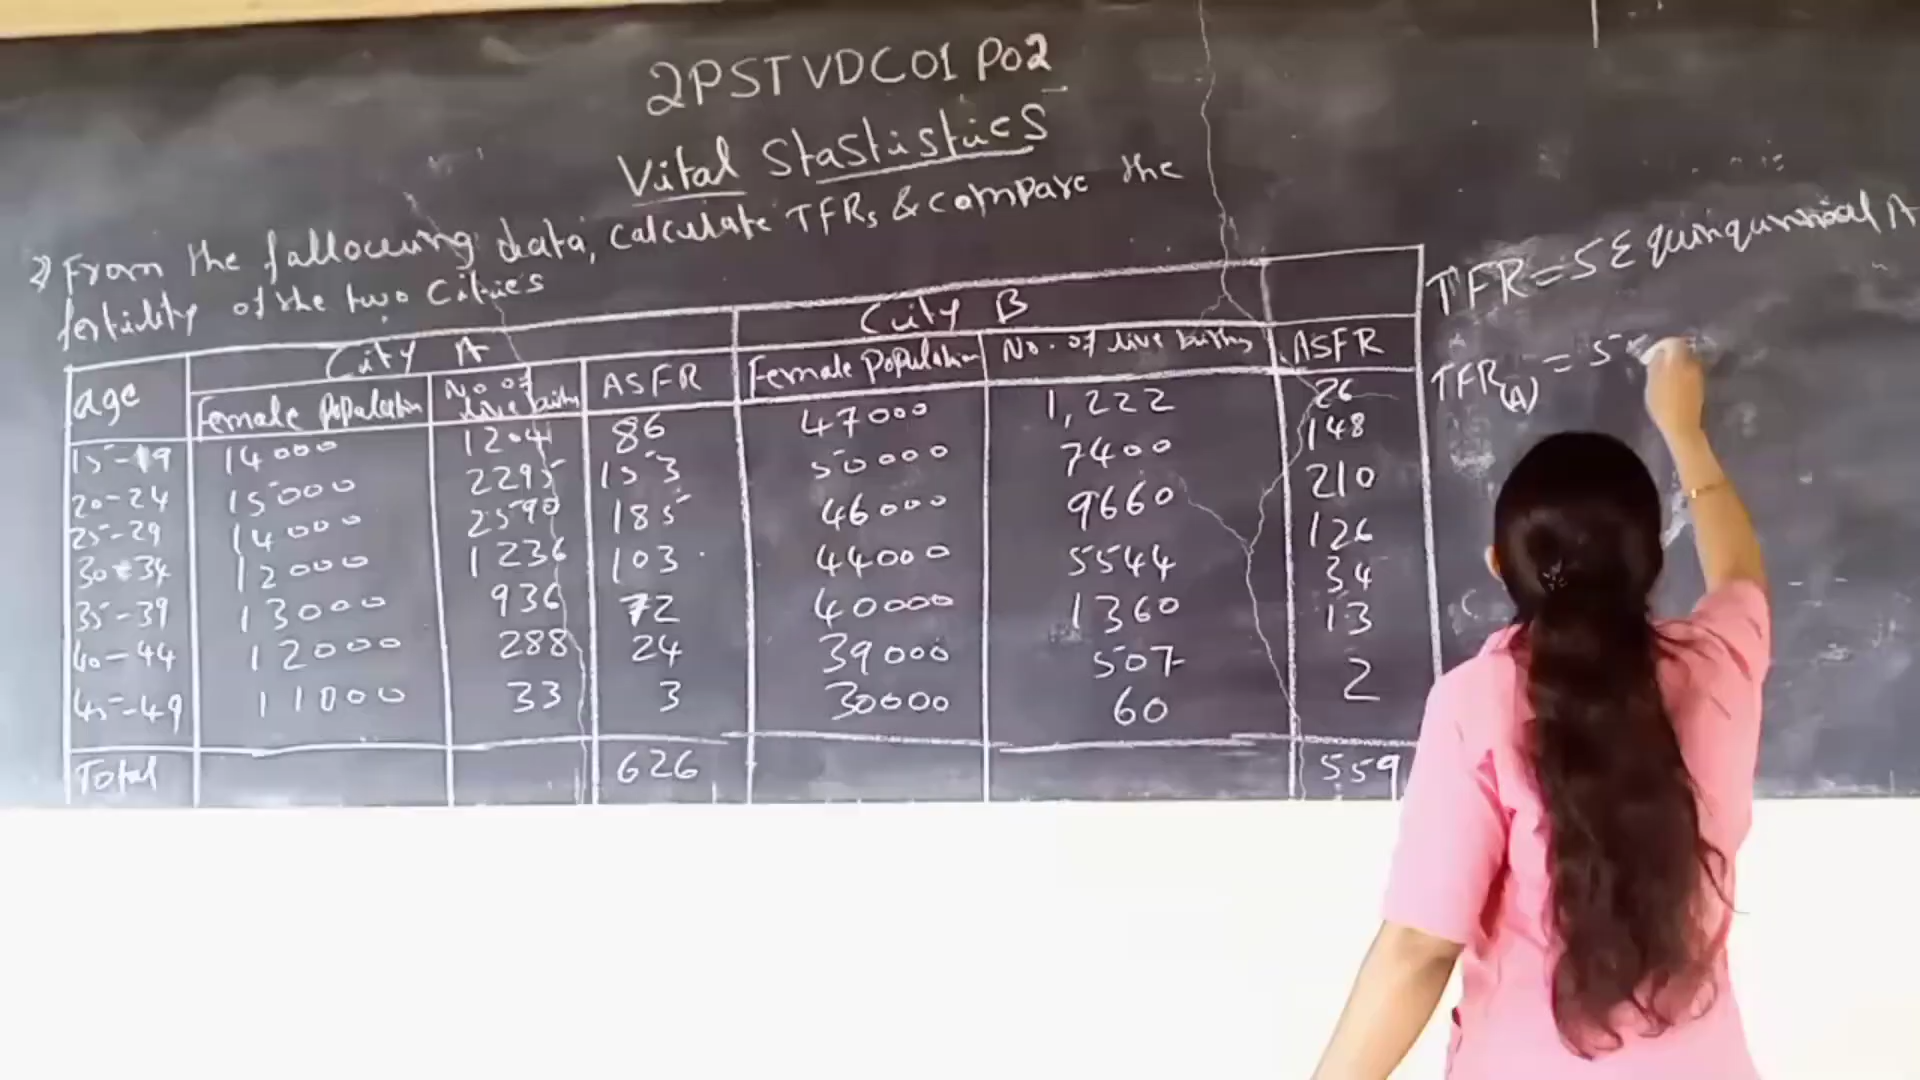 2PSTVDC01 P02
Vital Stastistics
2) From the following data, calculate TFRs & compare the
fertility of the two Cities
age | City A | City B
Female Population | No of live births | ASFR | Female Population | No. of live births | ASFR
15-19 | 14000 | 1204 | 86 | 47000 | 1,222 | 26
20-24 | 15000 | 2295 | 153 | 50000 | 7400 | 148
25-29 | 14000 | 2590 | 185 | 46000 | 9660 | 210
30-34 | 12000 | 1236 | 103 | 44000 | 5544 | 126
35-39 | 13000 | 936 | 72 | 40000 | 1360 | 34
40-44 | 12000 | 288 | 24 | 39000 | 507 | 13
45-49 | 11000 | 33 | 3 | 30000 | 60 | 2
Total | 626 | 559
TFR = 5 Σ quinquinnial A
TFR(A) = 5